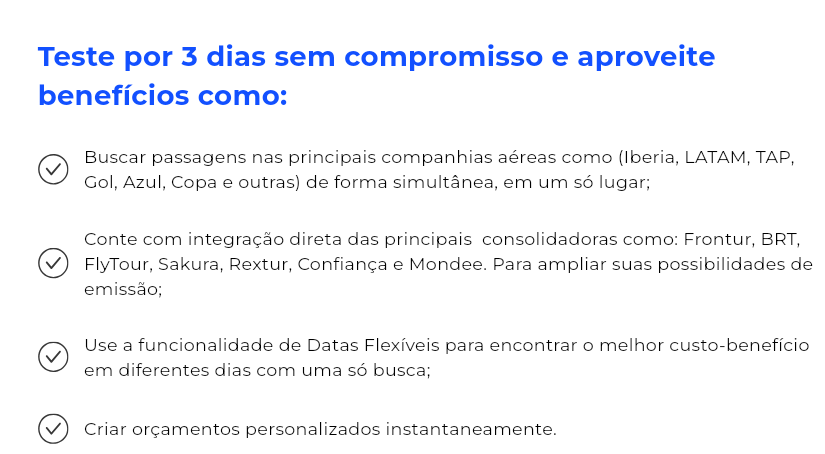 Teste por 3 dias sem compromisso e aproveite
benefícios como:
Buscar passagens nas principais companhias aéreas como (Iberia, LATAM, TAP,
Gol, Azul, Copa e outras) de forma simultânea, em um só lugar;
Conte com integração direta das principais  consolidadoras como: Frontur, BRT,
FlyTour, Sakura, Rextur, Confiança e Mondee. Para ampliar suas possibilidades de
emissão;
Use a funcionalidade de Datas Flexíveis para encontrar o melhor custo-benefício
em diferentes dias com uma só busca;
Criar orçamentos personalizados instantaneamente.